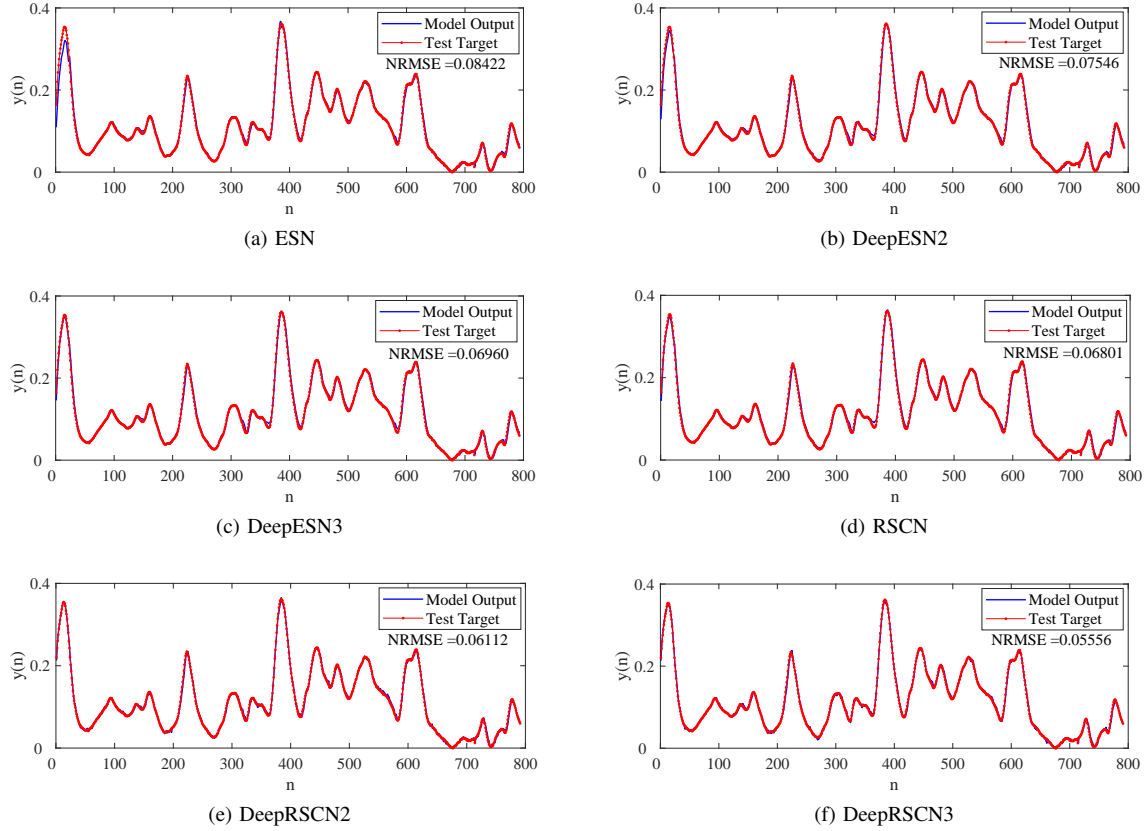 0.4
0.2
0
y(n)
0 100 200 300 400 500 600 700 800
n
Model Output
Test Target
NRMSE =0.08422
(a) ESN
0.4
0.2
0
y(n)
0 100 200 300 400 500 600 700 800
n
Model Output
Test Target
NRMSE =0.07546
(b) DeepESN2
0.4
0.2
0
y(n)
0 100 200 300 400 500 600 700 800
n
Model Output
Test Target
NRMSE =0.06960
(c) DeepESN3
0.4
0.2
0
y(n)
0 100 200 300 400 500 600 700 800
n
Model Output
Test Target
NRMSE =0.06801
(d) RSCN
0.4
0.2
0
y(n)
0 100 200 300 400 500 600 700 800
n
Model Output
Test Target
NRMSE =0.06112
(e) DeepRSCN2
0.4
0.2
0
y(n)
0 100 200 300 400 500 600 700 800
n
Model Output
Test Target
NRMSE =0.05556
(f) DeepRSCN3